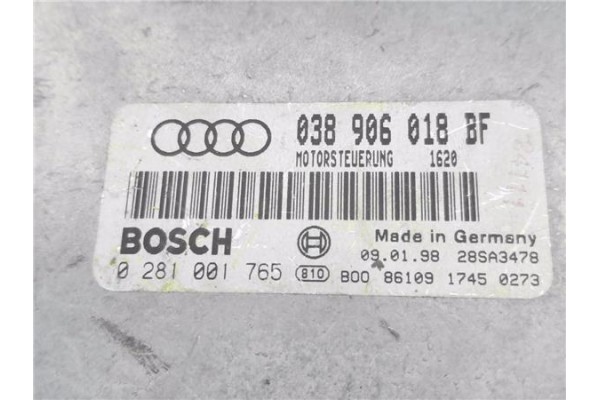 038 906 018 BF
MOTORSTEUERUNG 1620
BOSCH
Made in Germany
09.01.98 28SA3478
0 281 001 765 810 B00 86109 1745 0273